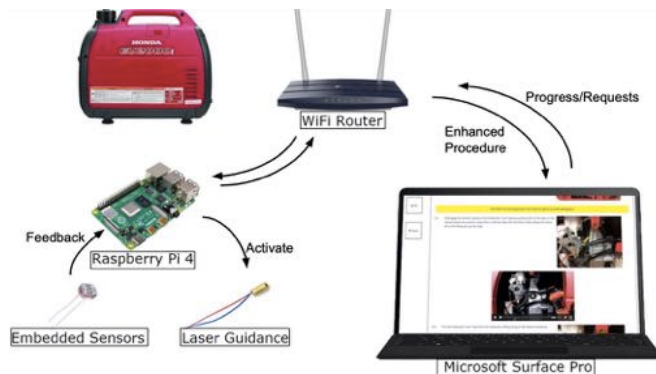 HONDA
WiFi Router
Progress/Requests
Enhanced
Procedure
Feedback
Raspberry Pi 4
Activate
Embedded Sensors
Laser Guidance
Microsoft Surface Pro